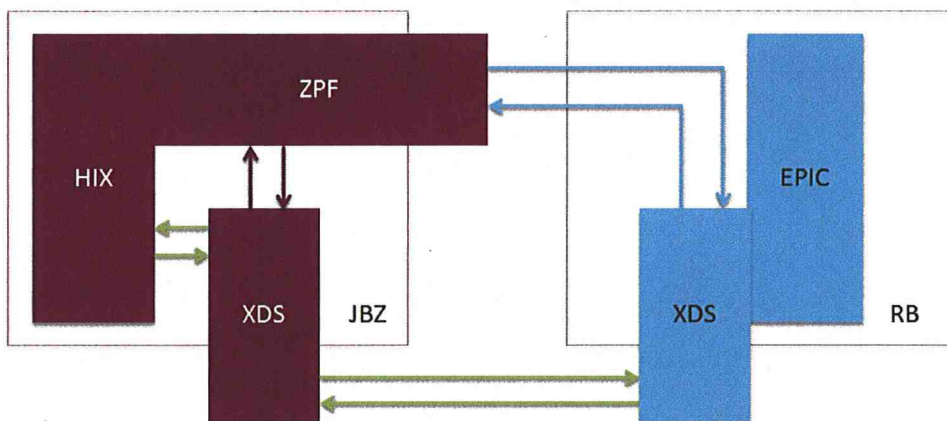 ZPF
HIX
EPIC
XDS
JBZ
XDS
RB